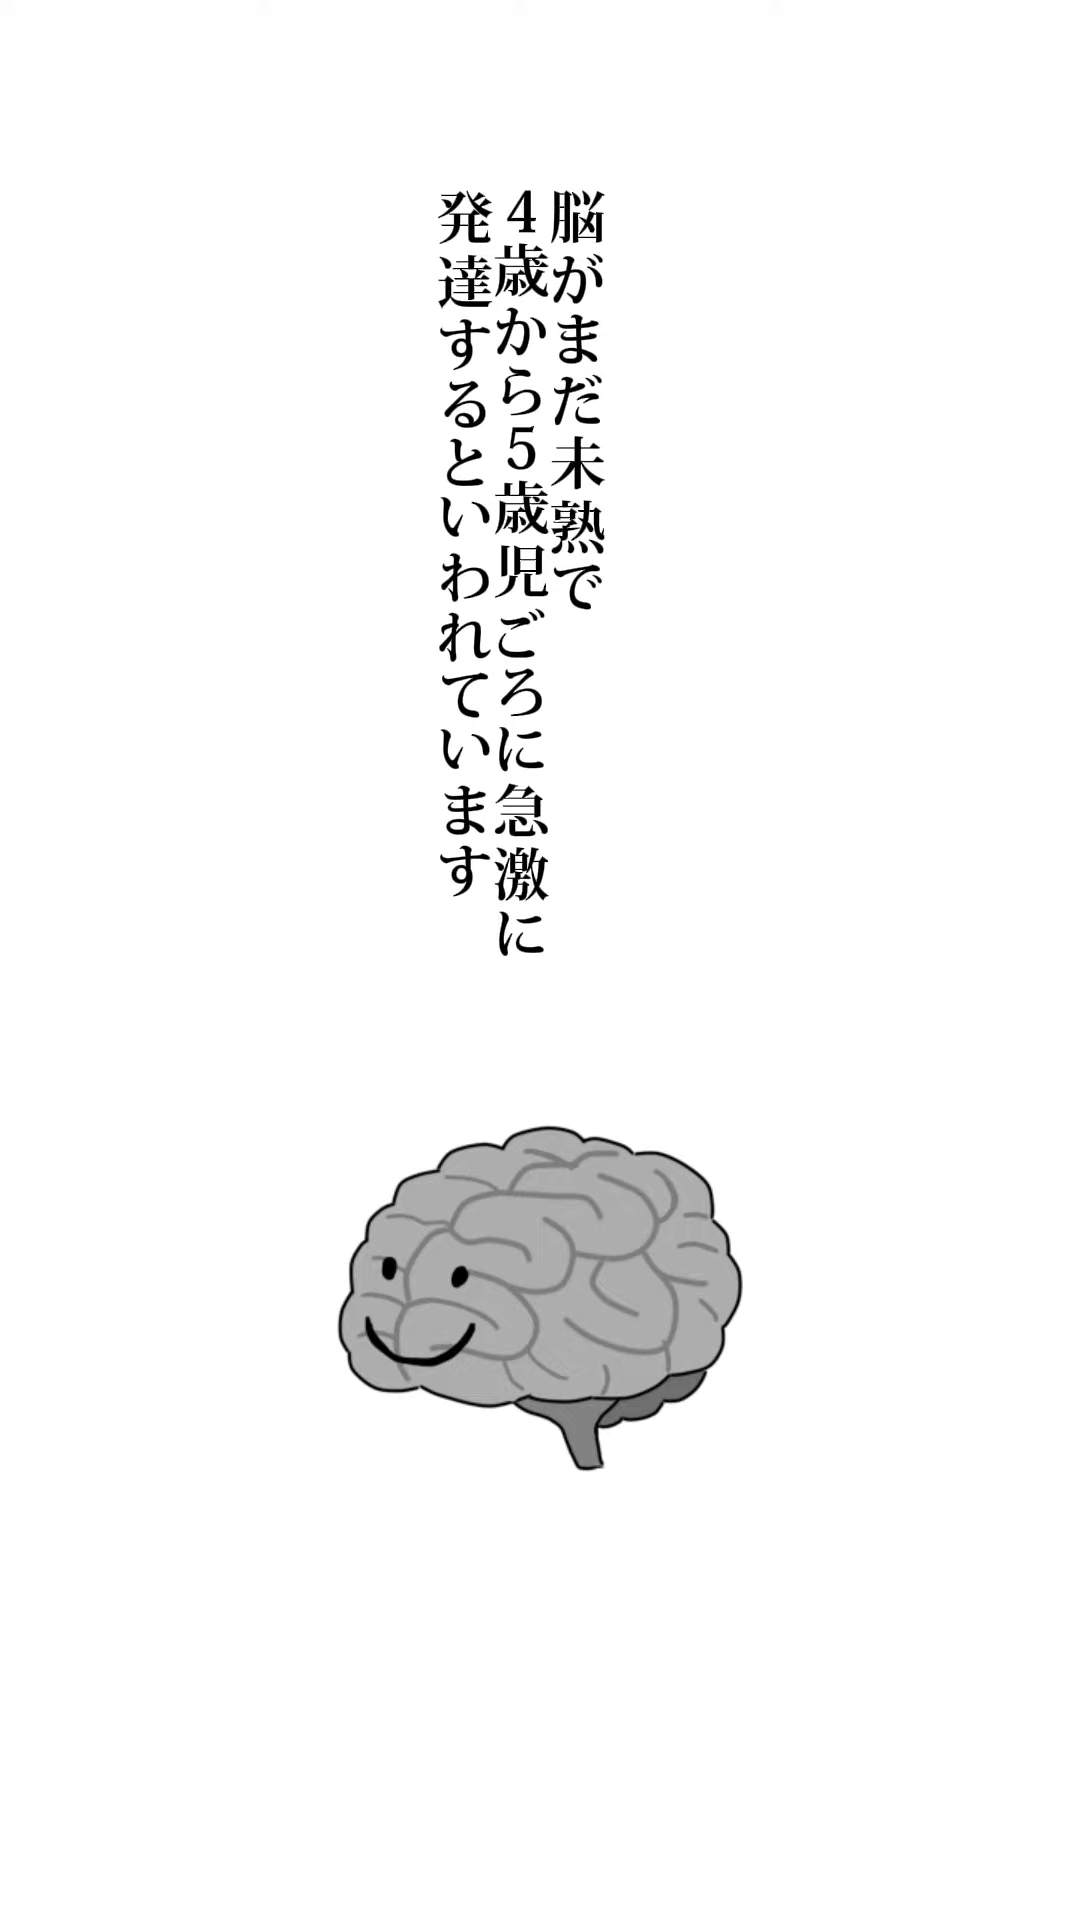 脳がまだ未熟で
4歳から5歳児ごろに急激に
発達するといわれています